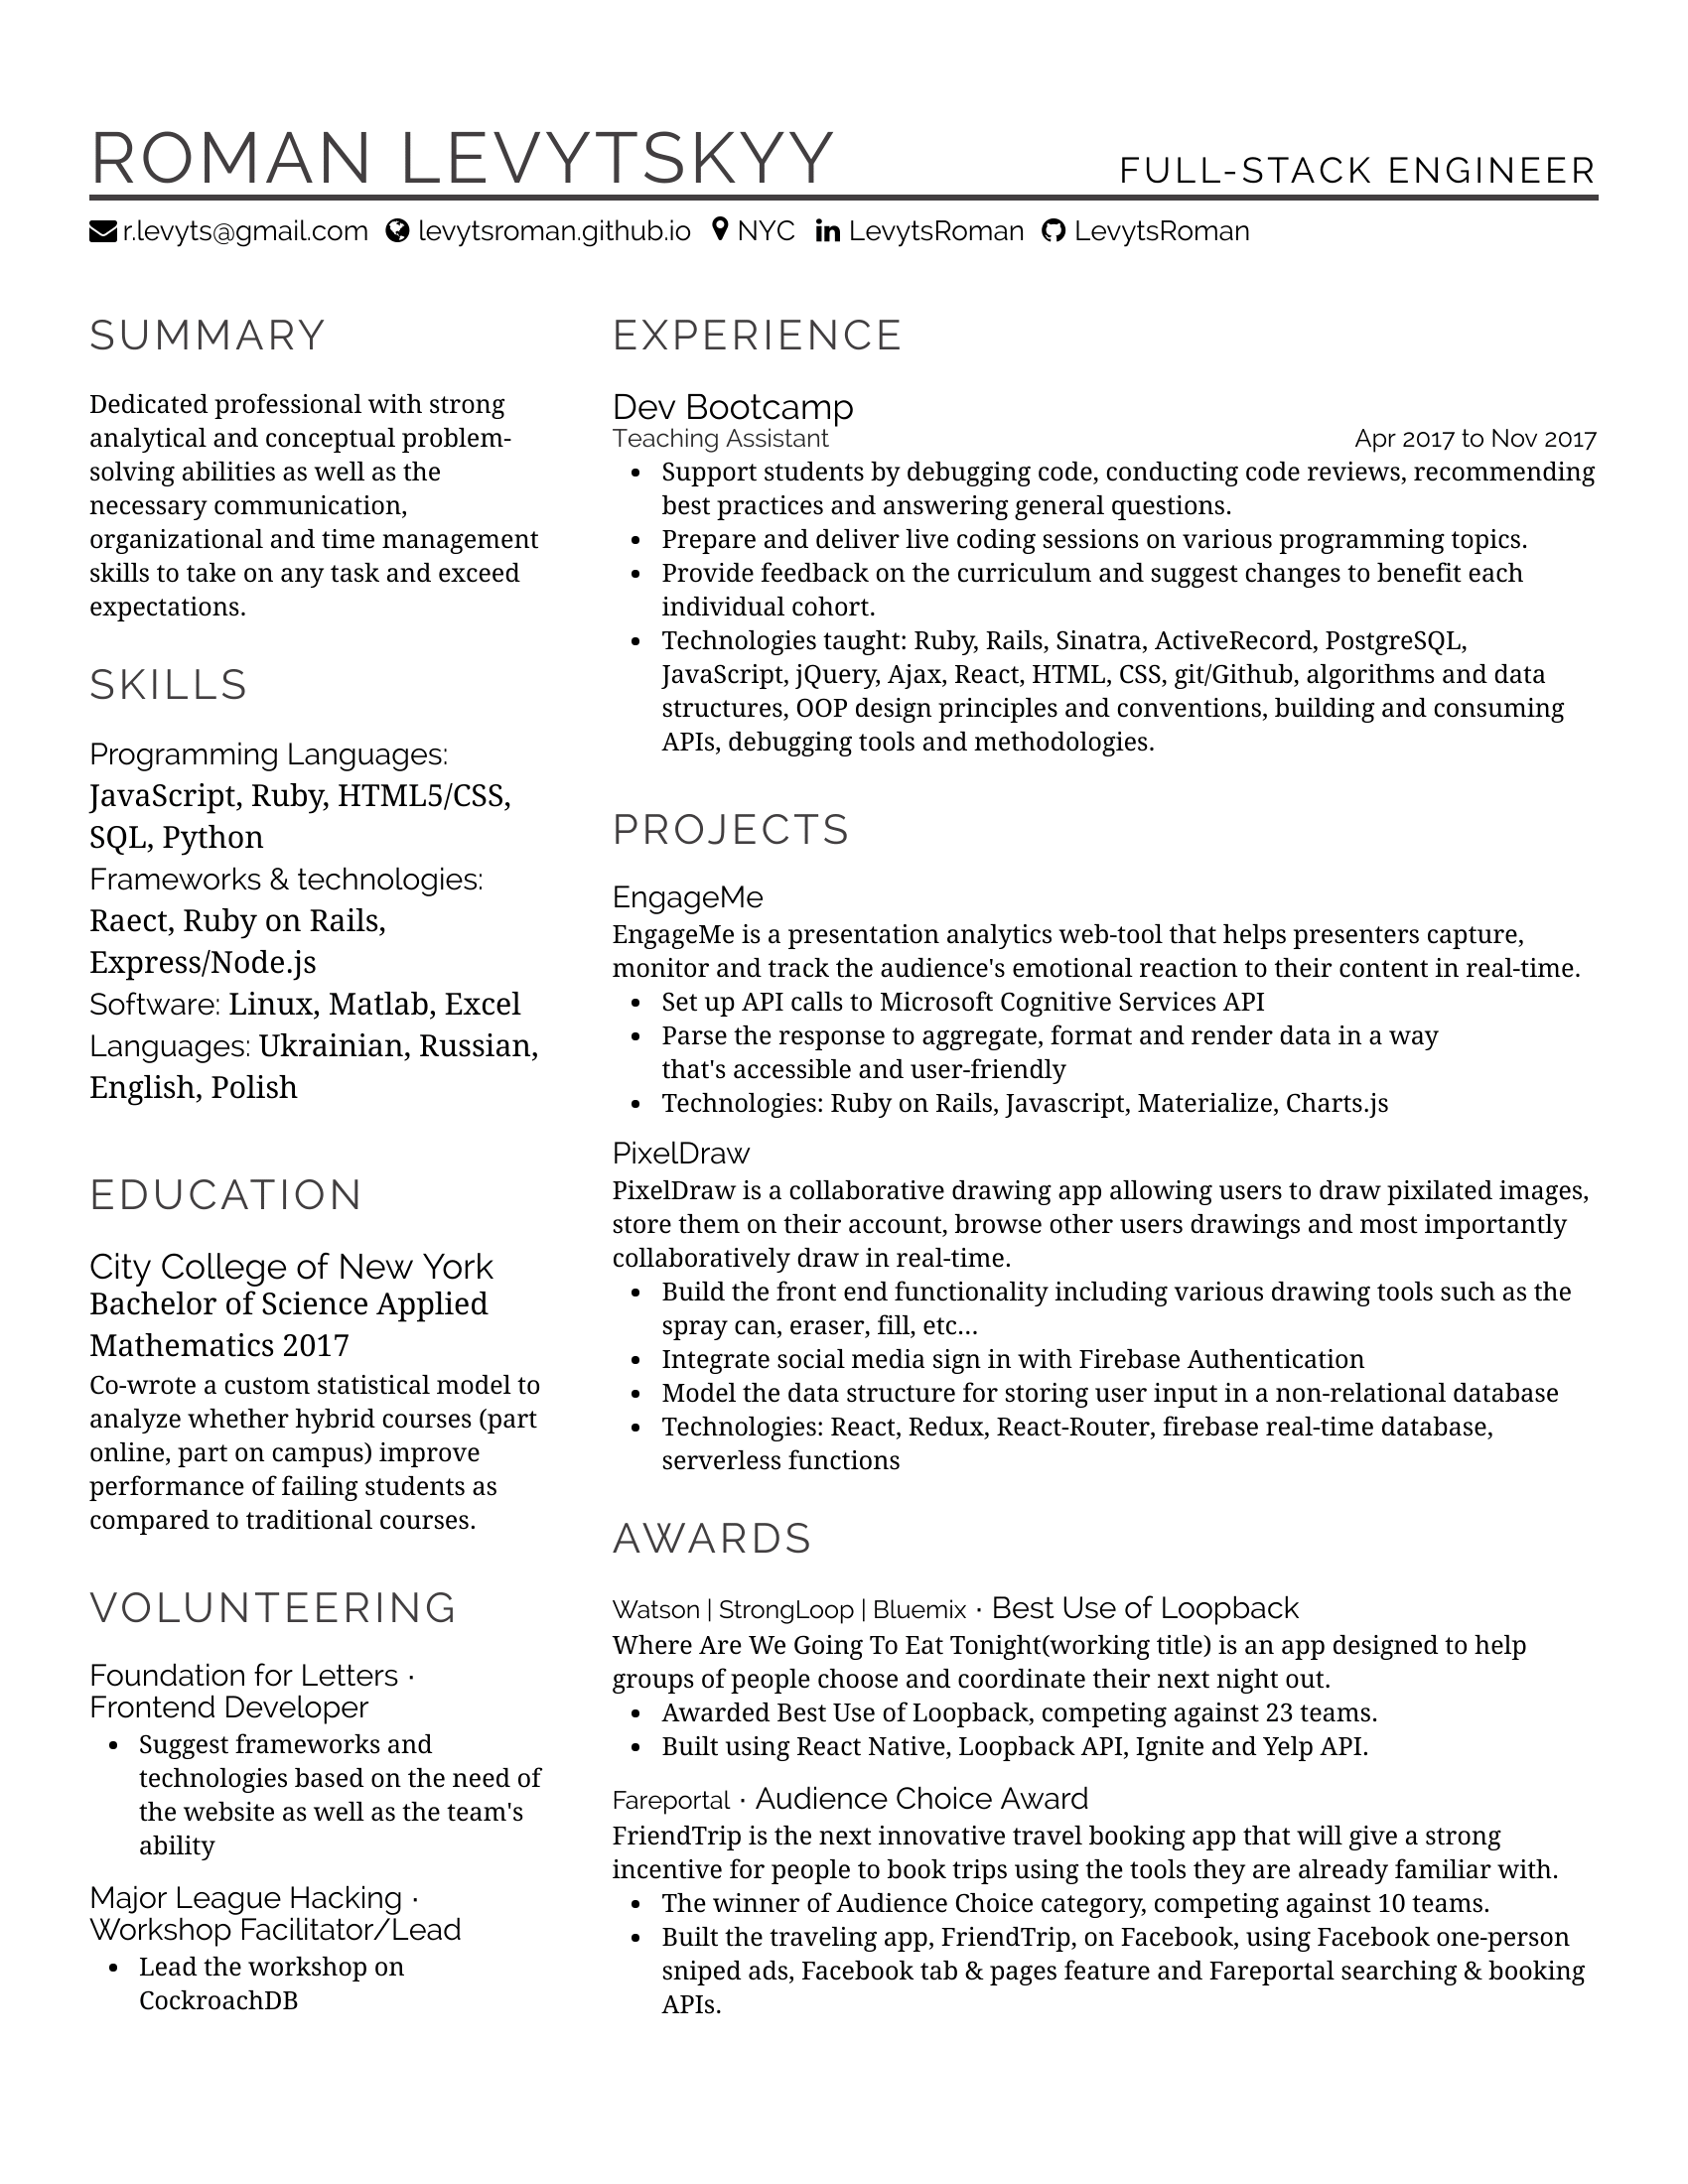 ROMAN LEVYTSKYY
FULL-STACK ENGINEER
r.levyts@gmail.com levytsroman.github.io NYC LevytsRoman LevytsRoman
SUMMARY
Dedicated professional with strong
analytical and conceptual problem-
solving abilities as well as the
necessary communication,
organizational and time management
skills to take on any task and exceed
expectations.
SKILLS
Programming Languages:
JavaScript, Ruby, HTML5/CSS,
SQL, Python
Frameworks & technologies:
Raect, Ruby on Rails,
Express/Node.js
Software: Linux, Matlab, Excel
Languages: Ukrainian, Russian,
English, Polish
EDUCATION
City College of New York
Bachelor of Science Applied
Mathematics 2017
Co-wrote a custom statistical model to
analyze whether hybrid courses (part
online, part on campus) improve
performance of failing students as
compared to traditional courses.
VOLUNTEERING
Foundation for Letters ·
Frontend Developer
• Suggest frameworks and
technologies based on the need of
the website as well as the team's
ability
Major League Hacking ·
Workshop Facilitator/Lead
• Lead the workshop on
CockroachDB
EXPERIENCE
Dev Bootcamp
Teaching Assistant Apr 2017 to Nov 2017
• Support students by debugging code, conducting code reviews, recommending
best practices and answering general questions.
• Prepare and deliver live coding sessions on various programming topics.
• Provide feedback on the curriculum and suggest changes to benefit each
individual cohort.
• Technologies taught: Ruby, Rails, Sinatra, ActiveRecord, PostgreSQL,
JavaScript, jQuery, Ajax, React, HTML, CSS, git/Github, algorithms and data
structures, OOP design principles and conventions, building and consuming
APIs, debugging tools and methodologies.
PROJECTS
EngageMe
EngageMe is a presentation analytics web-tool that helps presenters capture,
monitor and track the audience's emotional reaction to their content in real-time.
• Set up API calls to Microsoft Cognitive Services API
• Parse the response to aggregate, format and render data in a way
that's accessible and user-friendly
• Technologies: Ruby on Rails, Javascript, Materialize, Charts.js
PixelDraw
PixelDraw is a collaborative drawing app allowing users to draw pixilated images,
store them on their account, browse other users drawings and most importantly
collaboratively draw in real-time.
• Build the front end functionality including various drawing tools such as the
spray can, eraser, fill, etc...
• Integrate social media sign in with Firebase Authentication
• Model the data structure for storing user input in a non-relational database
• Technologies: React, Redux, React-Router, firebase real-time database,
serverless functions
AWARDS
Watson | StrongLoop | Bluemix · Best Use of Loopback
Where Are We Going To Eat Tonight(working title) is an app designed to help
groups of people choose and coordinate their next night out.
• Awarded Best Use of Loopback, competing against 23 teams.
• Built using React Native, Loopback API, Ignite and Yelp API.
Fareportal · Audience Choice Award
FriendTrip is the next innovative travel booking app that will give a strong
incentive for people to book trips using the tools they are already familiar with.
• The winner of Audience Choice category, competing against 10 teams.
• Built the traveling app, FriendTrip, on Facebook, using Facebook one-person
sniped ads, Facebook tab & pages feature and Fareportal searching & booking
APIs.